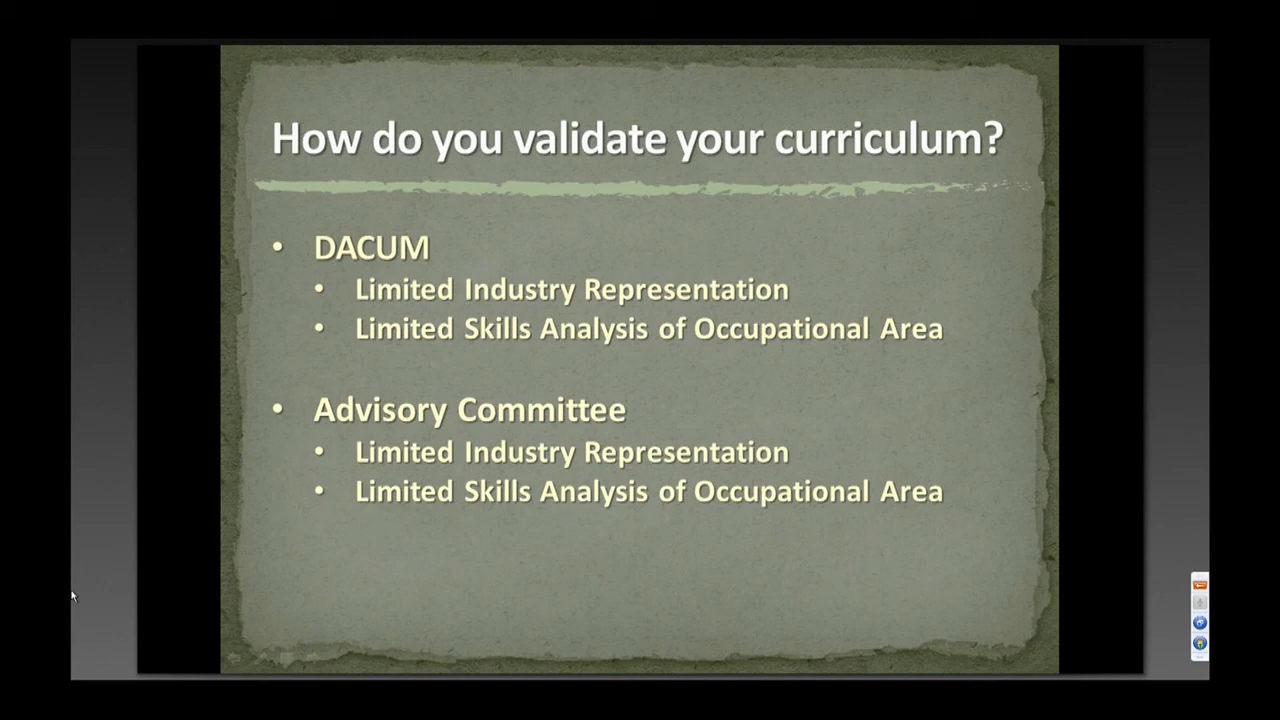 How do you validate your curriculum?
• DACUM
• Limited Industry Representation
• Limited Skills Analysis of Occupational Area
• Advisory Committee
• Limited Industry Representation
• Limited Skills Analysis of Occupational Area